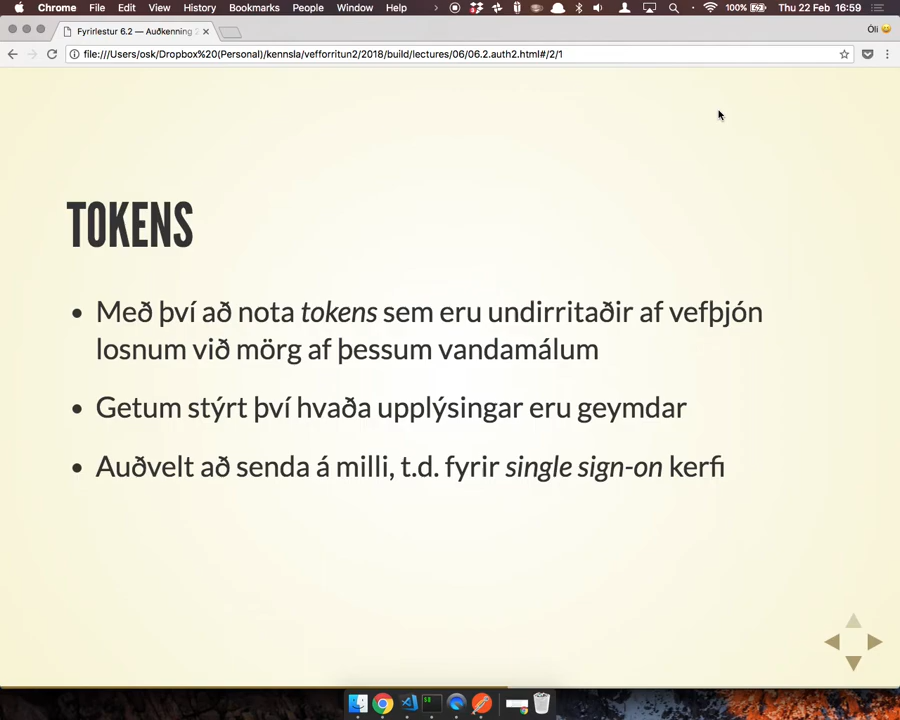 Chrome File Edit View History Bookmarks People Window Help 100% Thu 22 Feb 16:59
Fyrirlestur 6.2 — Auðkenning 2 Óli
file:///Users/osk/Dropbox%20(Personal)/kennsla/vefforritun2/2018/build/lectures/06/06.2.auth2.html#/2/1
TOKENS
Með því að nota tokens sem eru undirritaðir af vefþjón
losnum við mörg af þessum vandamálum
Getum stýrt því hvaða upplýsingar eru geymdar
Auðvelt að senda á milli, t.d. fyrir single sign-on kerfi